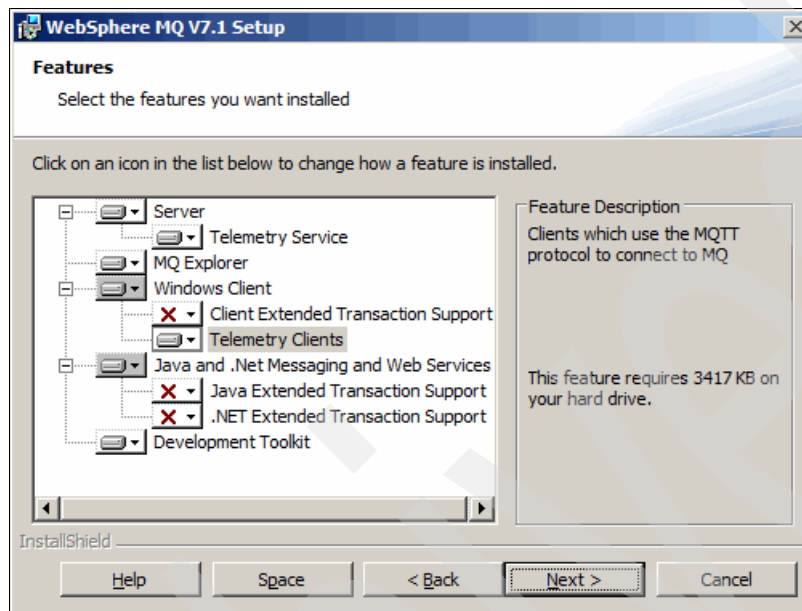 WebSphere MQ V7.1 Setup
Features
Select the features you want installed
Click on an icon in the list below to change how a feature is installed.
Server
Telemetry Service
MQ Explorer
Windows Client
Client Extended Transaction Support
Telemetry Clients
Java and .Net Messaging and Web Services
Java Extended Transaction Support
.NET Extended Transaction Support
Development Toolkit
Feature Description
Clients which use the MQTT
protocol to connect to MQ
This feature requires 3417 KB on
your hard drive.
InstallShield
Help
Space
< Back
Next >
Cancel